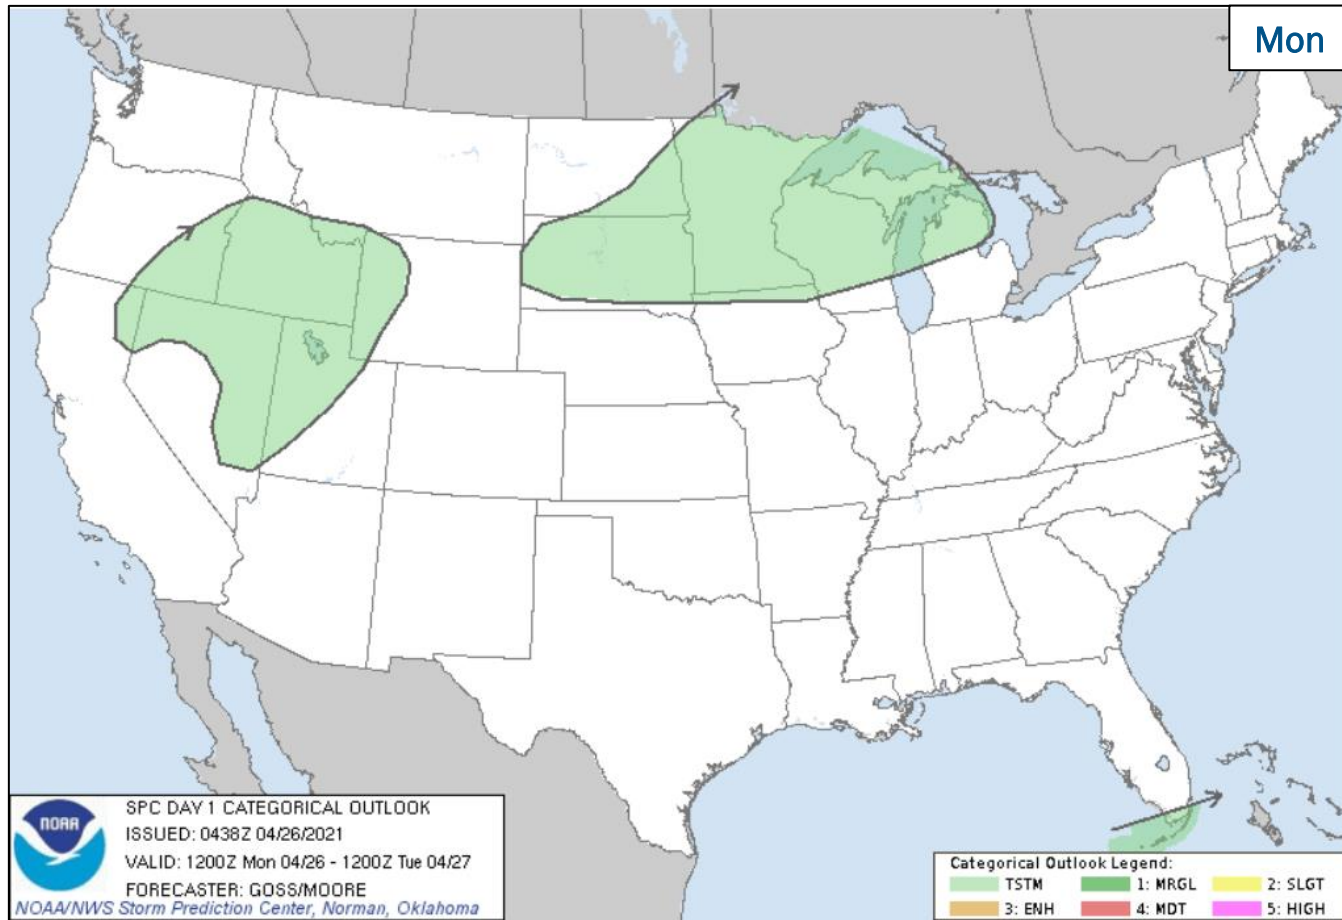 Mon
NOAA
SPC DAY 1 CATEGORICAL OUTLOOK
ISSUED: 0438Z 04/26/2021
VALID: 1200Z Mon 04/26 - 1200Z Tue 04/27
FORECASTER: GOSS/MOORE
NOAA/NWS Storm Prediction Center, Norman, Oklahoma
Categorical Outlook Legend:
TSTM 1: MRGL 2: SLGT
3: ENH 4: MDT 5: HIGH